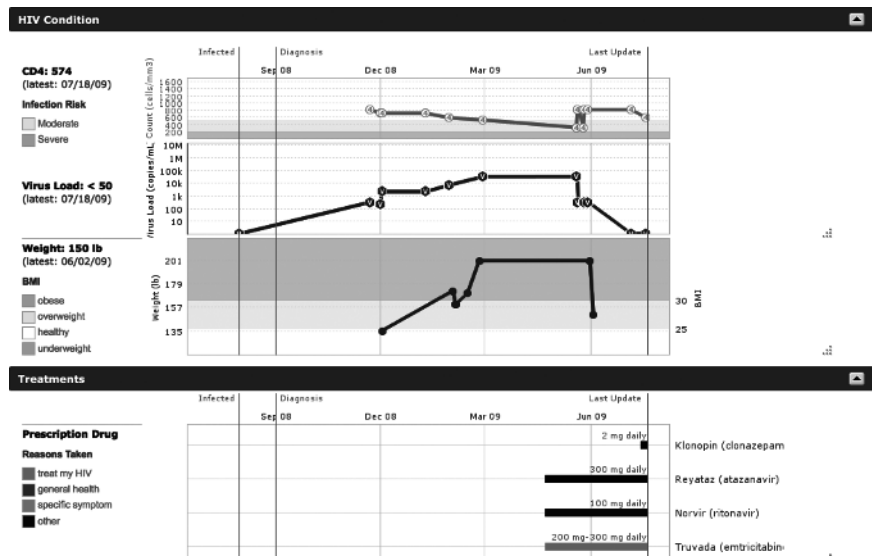 HIV Condition
Infected Diagnosis Last Update
Sep 08 Dec 08 Mar 09 Jun 09
CD4: 574
(latest: 07/18/09)
Infection Risk
Moderate
Severe
Count (cells/mm3)
1600
1400
1200
1000
800
600
400
200
Virus Load: < 50
(latest: 07/18/09)
Virus Load (copies/mL
10M
1M
100k
10k
1k
100
10
Weight: 150 lb
(latest: 06/02/09)
BMI
obese
overweight
healthy
underweight
Weight (lb)
201
179
157
135
30
25
BMI
Treatments
Infected Diagnosis Last Update
Sep 08 Dec 08 Mar 09 Jun 09
Prescription Drug
Reasons Taken
treat my HIV
general health
specific symptom
other
2 mg daily
Klonopin (clonazepam
300 mg daily
Reyataz (atazanavir)
100 mg daily
Norvir (ritonavir)
200 mg-300 mg daily
Truvada (emtricitabin